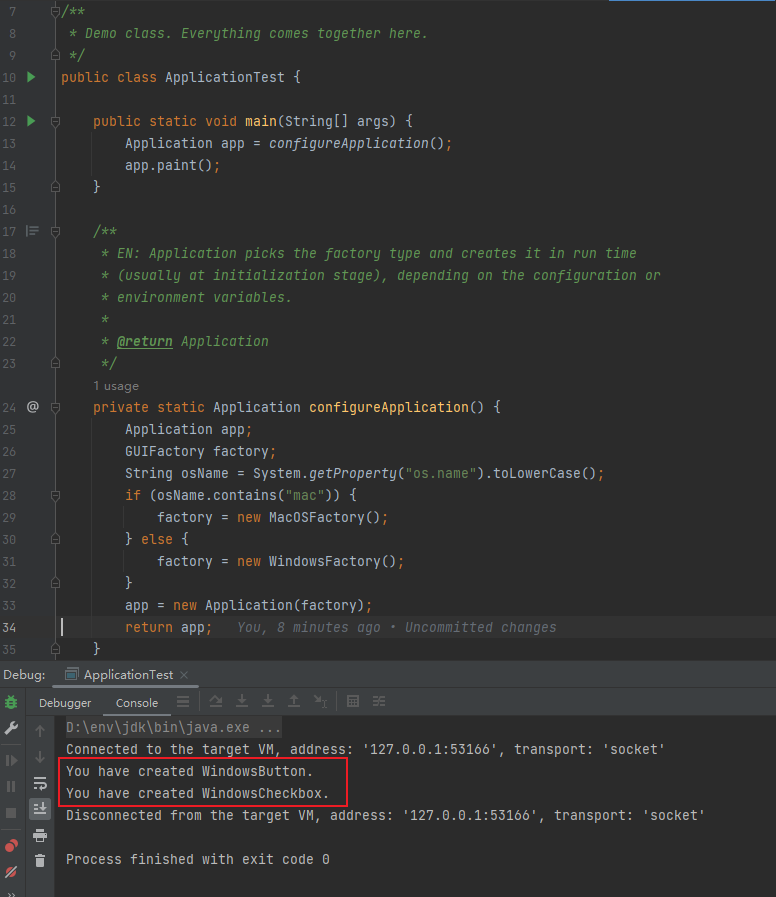 7 /**
8 * Demo class. Everything comes together here.
9 */
10 public class ApplicationTest {
11
12 public static void main(String[] args) {
13 Application app = configureApplication();
14 app.paint();
15 }
16
17 /**
18 * EN: Application picks the factory type and creates it in run time
19 * (usually at initialization stage), depending on the configuration or
20 * environment variables.
21 *
22 * @return Application
23 */
1 usage
24 @ private static Application configureApplication() {
25 Application app;
26 GUIFactory factory;
27 String osName = System.getProperty("os.name").toLowerCase();
28 if (osName.contains("mac")) {
29 factory = new MacOSFactory();
30 } else {
31 factory = new WindowsFactory();
32 }
33 app = new Application(factory);
34 return app; You, 8 minutes ago • Uncommitted changes
35 }
Debug: ApplicationTest ×
Debugger Console
D:\env\jdk\bin\java.exe ...
Connected to the target VM, address: '127.0.0.1:53166', transport: 'socket'
You have created WindowsButton.
You have created WindowsCheckbox.
Disconnected from the target VM, address: '127.0.0.1:53166', transport: 'socket'
Process finished with exit code 0